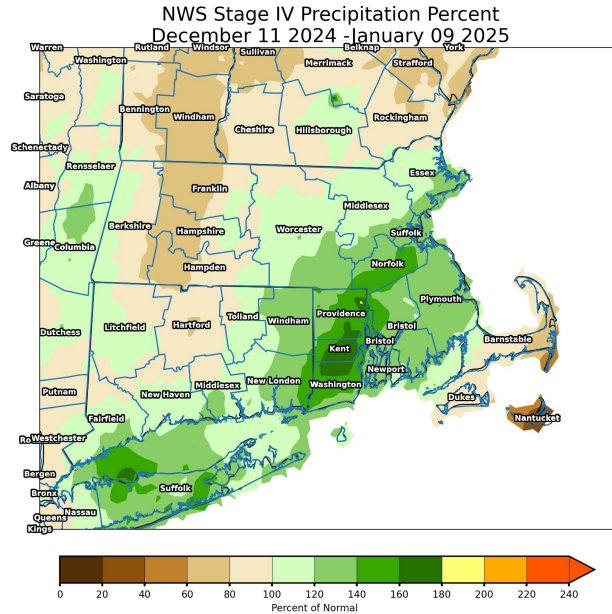 NWS Stage IV Precipitation Percent
December 11 2024 -January 09 2025
Warren Rutland Windsor Sullivan Belknap York
Washington Merrimack Strafford
Saratoga
Bennington Windham Rockingham
Cheshire Hillsborough
Schenectady
Rensselaer
Albany Franklin Essex
Middlesex
Berkshire Hampshire Worcester Suffolk
Greene Columbia
Hampden Norfolk
Plymouth
Tolland Windham Providence
Dutchess Litchfield Hartford Bristol
Kent Bristol Barnstable
Newport
Putnam Middlesex New London Washington
New Haven Dukes
Fairfield Nantucket
Westchester
Bergen
Suffolk
Bronx
Nassau
Queens
Kings
0 20 40 60 80 100 120 140 160 180 200 220 240
Percent of Normal